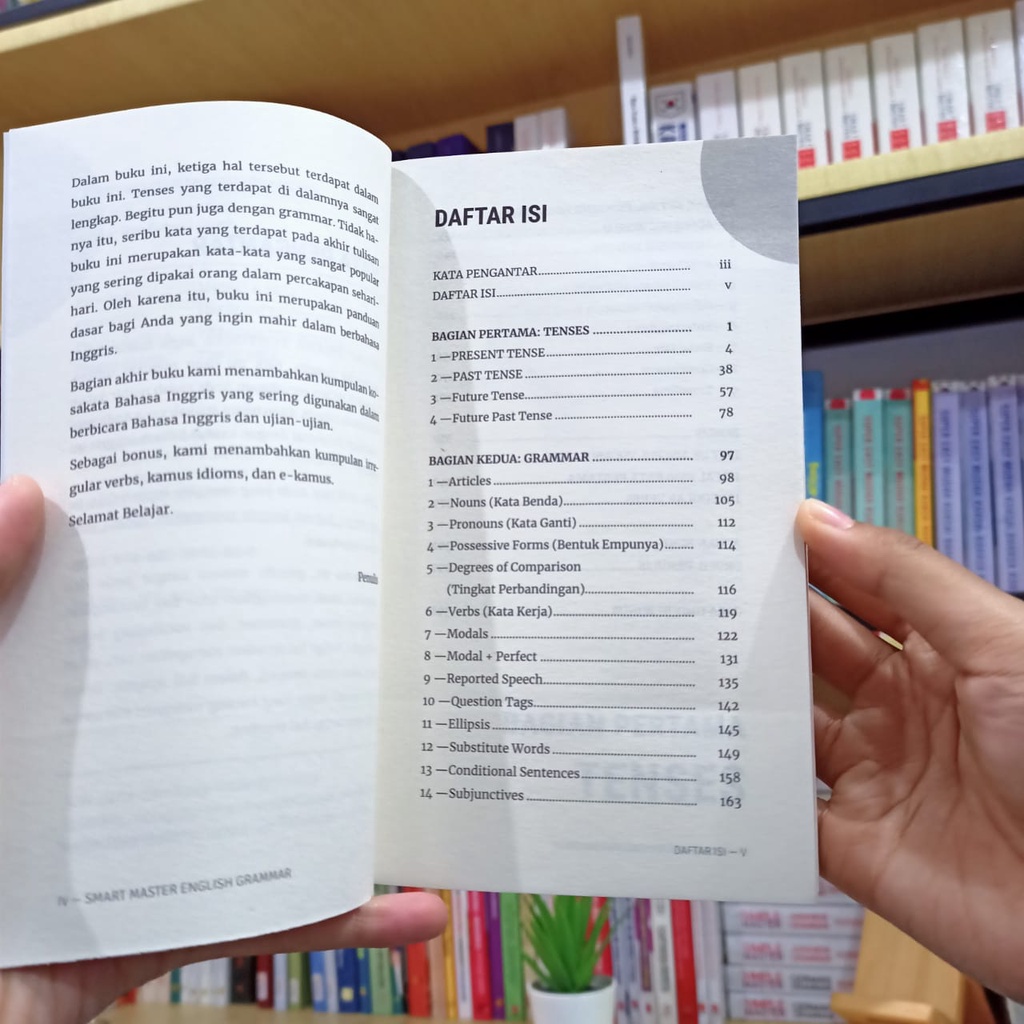 Dalam buku ini, ketiga hal tersebut terdapat dalam
buku ini. Tenses yang terdapat di dalamnya sangat
lengkap. Begitu pun juga dengan grammar. Tidak ha-
nya itu, seribu kata yang terdapat pada akhir tulisan
buku ini merupakan kata-kata yang sangat popular
yang sering dipakai orang dalam percakapan sehari-
hari. Oleh karena itu, buku ini merupakan panduan
dasar bagi Anda yang ingin mahir dalam berbahasa
Inggris.
Bagian akhir buku kami menambahkan kumpulan ko-
sakata Bahasa Inggris yang sering digunakan dalam
berbicara Bahasa Inggris dan ujian-ujian.
Sebagai bonus, kami menambahkan kumpulan irre-
gular verbs, kamus idioms, dan e-kamus.
Selamat Belajar.
Penulis
IV — SMART MASTER ENGLISH GRAMMAR
DAFTAR ISI
KATA PENGANTAR iii
DAFTAR ISI v
BAGIAN PERTAMA: TENSES 1
1 —PRESENT TENSE 4
2 —PAST TENSE 38
3 —Future Tense 57
4 —Future Past Tense 78
BAGIAN KEDUA: GRAMMAR 97
1 —Articles 98
2 —Nouns (Kata Benda) 105
3 —Pronouns (Kata Ganti) 112
4 —Possessive Forms (Bentuk Empunya) 114
5 —Degrees of Comparison
(Tingkat Perbandingan) 116
6 —Verbs (Kata Kerja) 119
7 —Modals 122
8 —Modal + Perfect 131
9 —Reported Speech 135
10 —Question Tags 142
11 —Ellipsis 145
12 —Substitute Words 149
13 —Conditional Sentences 158
14 —Subjunctives 163
DAFTAR ISI — V